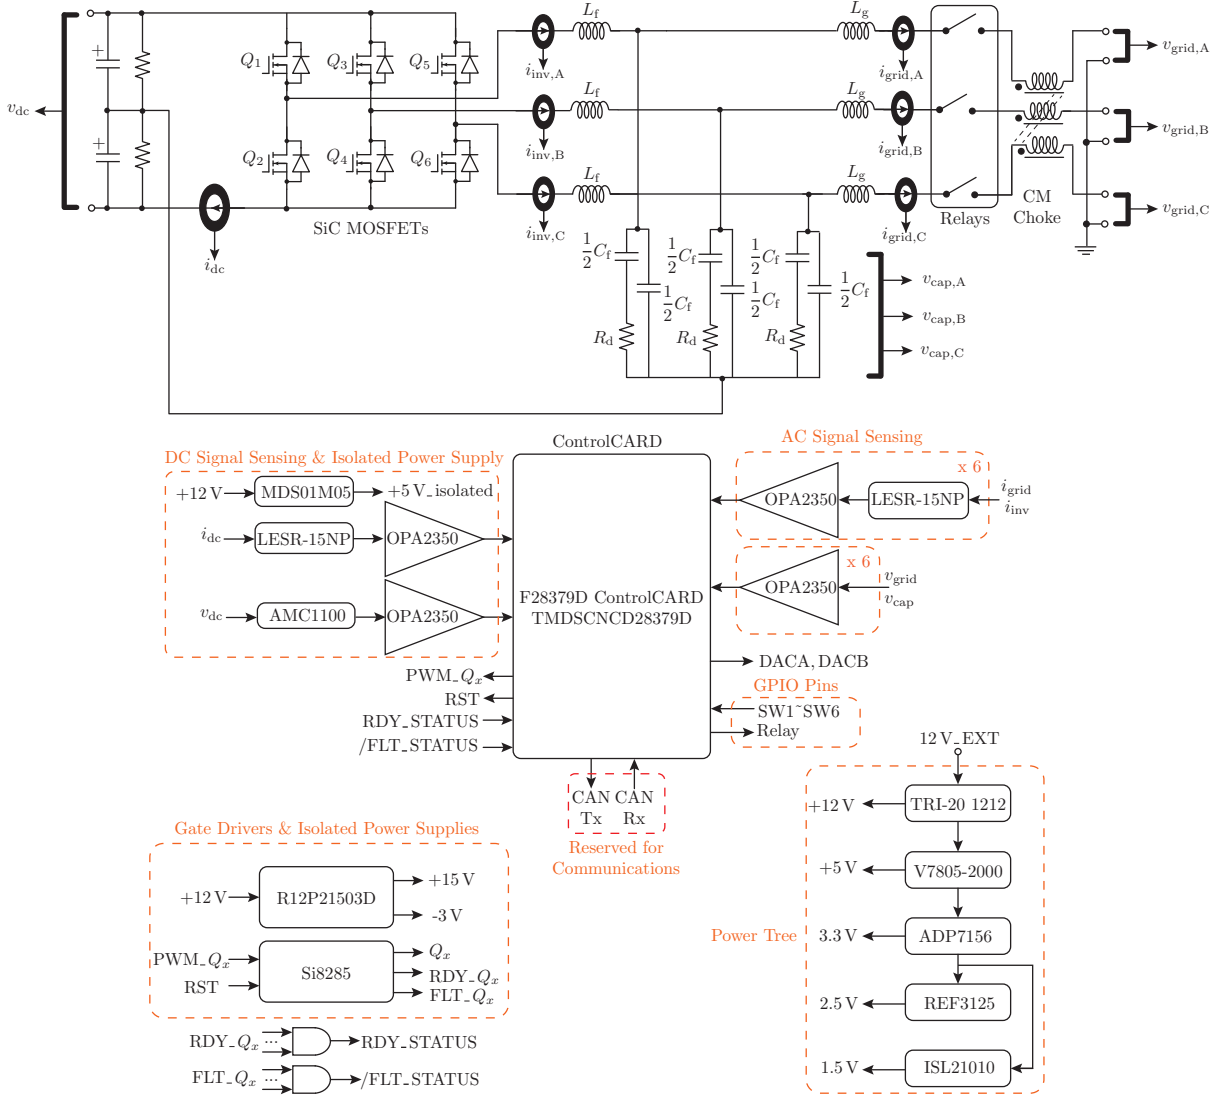 L_f
L_g
v_grid,A
Q_1
Q_3
Q_5
i_inv,A
i_grid,A
+
v_dc
L_f
L_g
v_grid,B
+
Q_2
Q_4
Q_6
i_inv,B
i_grid,B
L_f
L_g
CM
Choke
v_grid,C
SiC MOSFETs
i_inv,C
i_grid,C
Relays
i_dc
1/2 C_f
1/2 C_f
1/2 C_f
1/2 C_f
1/2 C_f
1/2 C_f
v_cap,A
v_cap,B
v_cap,C
R_d
R_d
R_d
ControlCARD
DC Signal Sensing & Isolated Power Supply
AC Signal Sensing
+12 V
MDS01M05
+5 V_isolated
i_dc
LESR-15NP
OPA2350
v_dc
AMC1100
OPA2350
x 6
OPA2350
LESR-15NP
i_grid
i_inv
x 6
OPA2350
v_grid
v_cap
F28379D ControlCARD
TMDSCNCD28379D
PWM_Q_x
RST
RDY_STATUS
/FLT_STATUS
DACA, DACB
GPIO Pins
SW1~SW6
Relay
CAN
Tx
CAN
Rx
Reserved for
Communications
12 V_EXT
+12 V
TRI-20 1212
+5 V
V7805-2000
Power Tree
3.3 V
ADP7156
2.5 V
REF3125
1.5 V
ISL21010
Gate Drivers & Isolated Power Supplies
+12 V
R12P21503D
+15 V
-3 V
PWM_Q_x
RST
Si8285
Q_x
RDY_Q_x
FLT_Q_x
RDY_Q_x
...
RDY_STATUS
FLT_Q_x
...
/FLT_STATUS